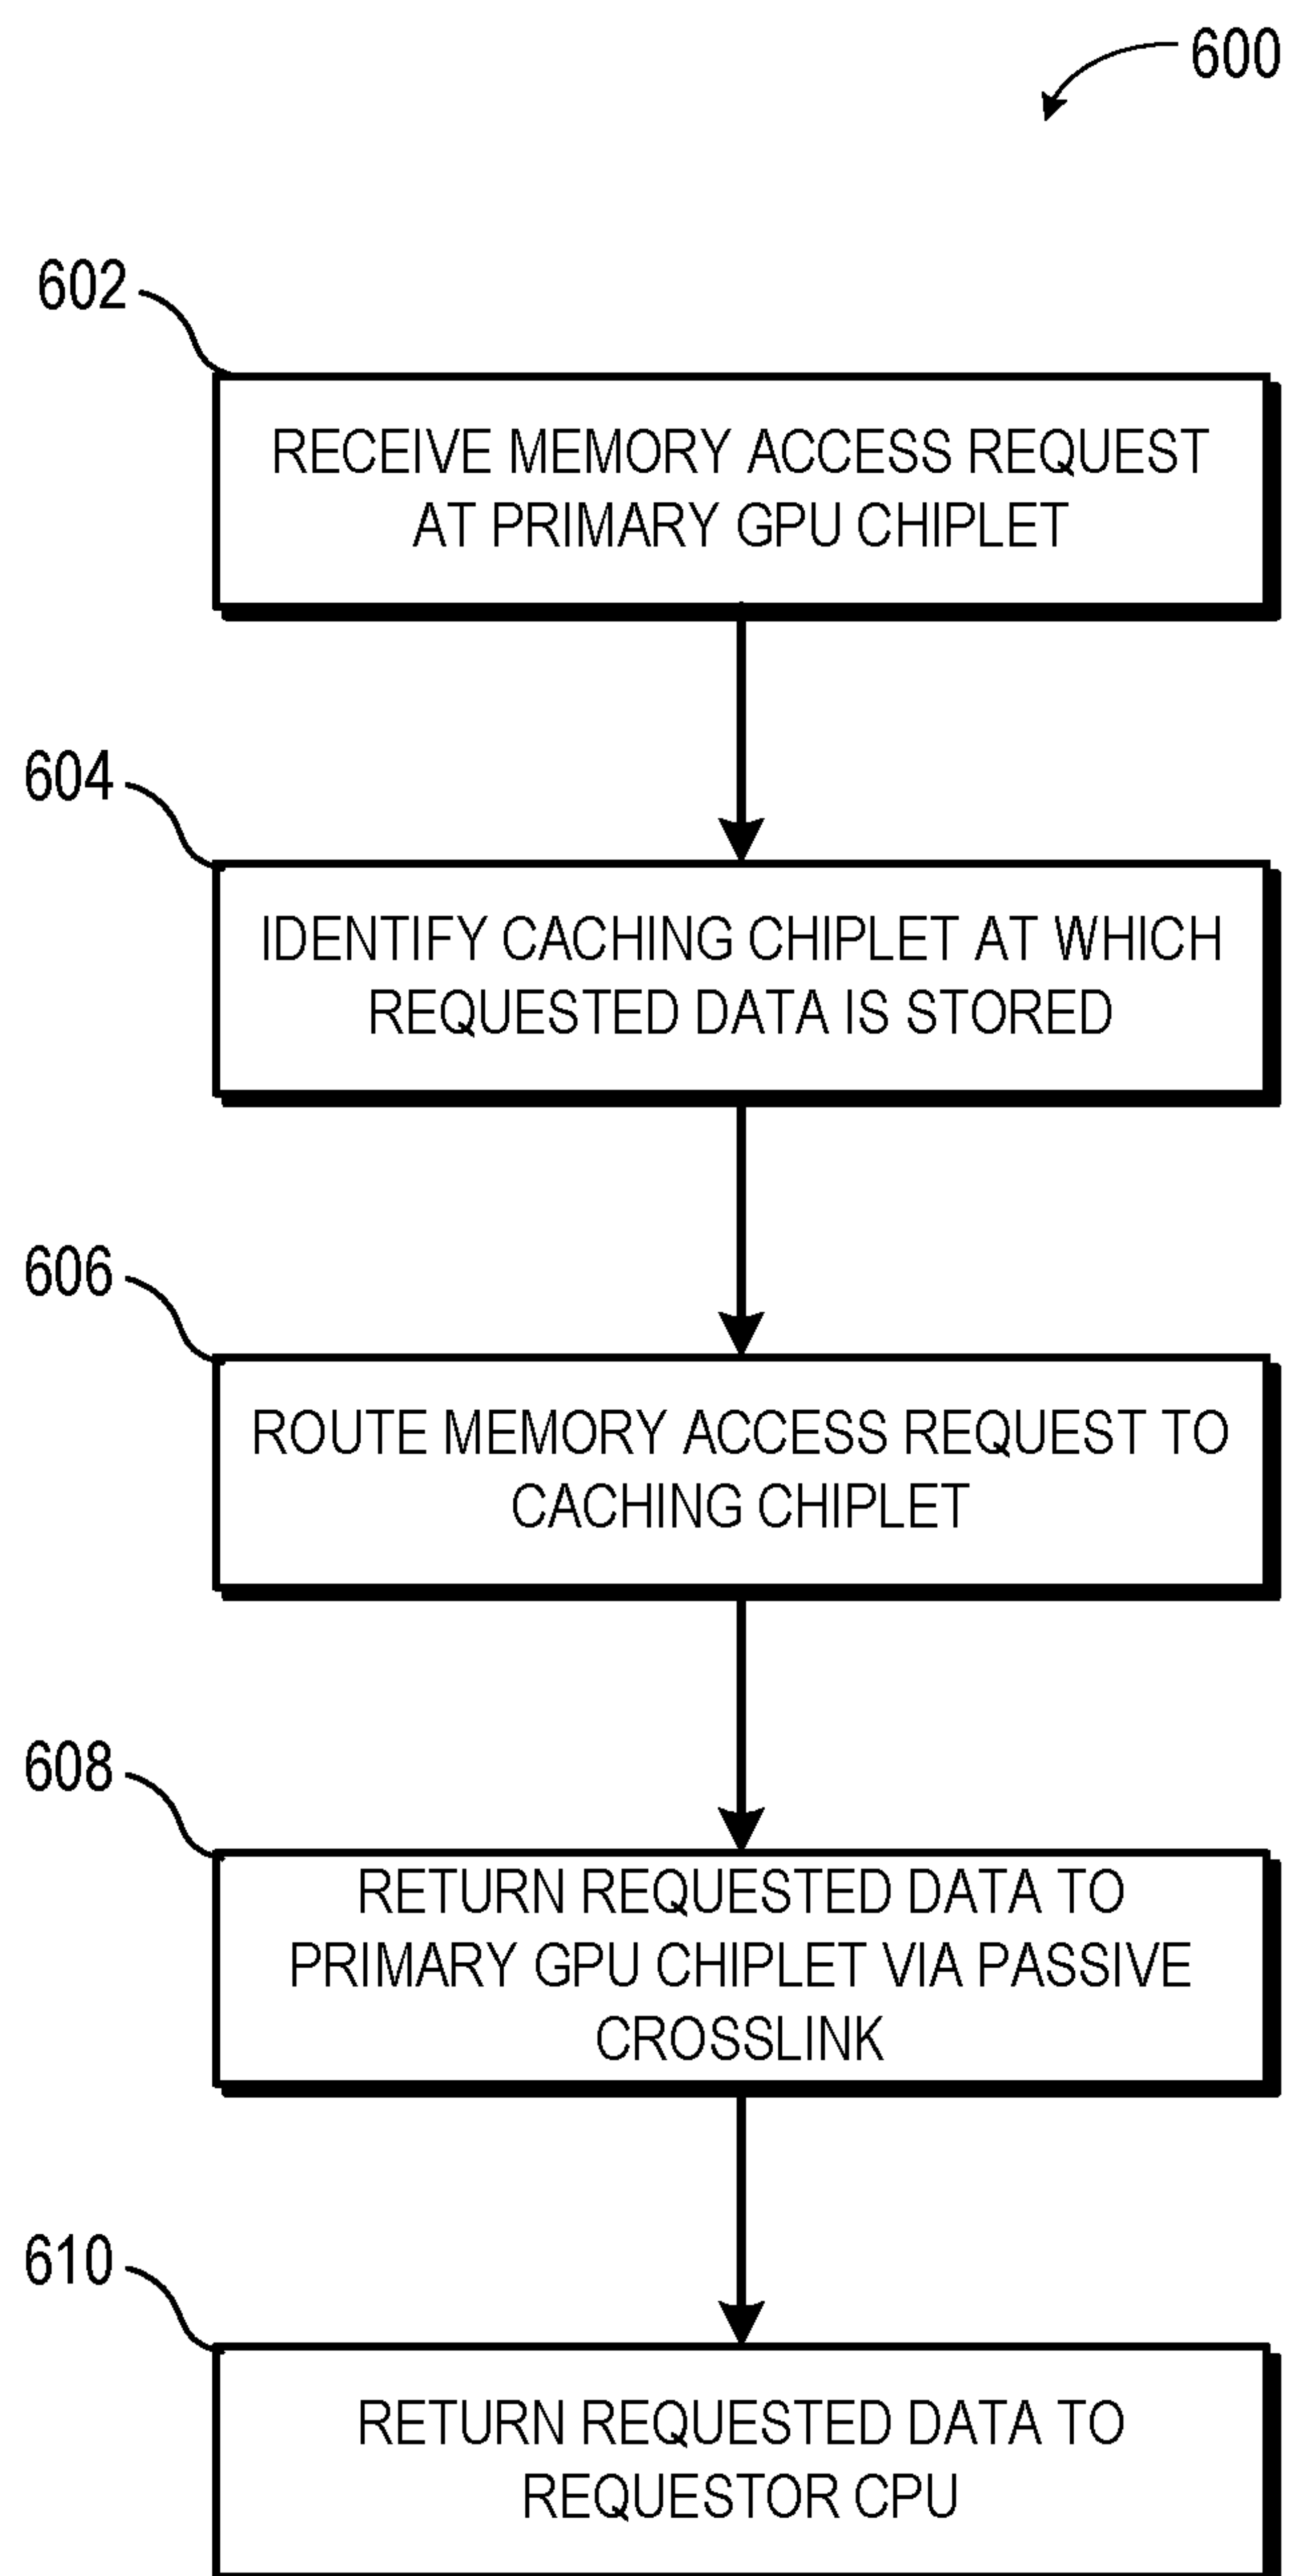 600
602
RECEIVE MEMORY ACCESS REQUEST
AT PRIMARY GPU CHIPLET
604
IDENTIFY CACHING CHIPLET AT WHICH
REQUESTED DATA IS STORED
606
ROUTE MEMORY ACCESS REQUEST TO
CACHING CHIPLET
608
RETURN REQUESTED DATA TO
PRIMARY GPU CHIPLET VIA PASSIVE
CROSSLINK
610
RETURN REQUESTED DATA TO
REQUESTOR CPU